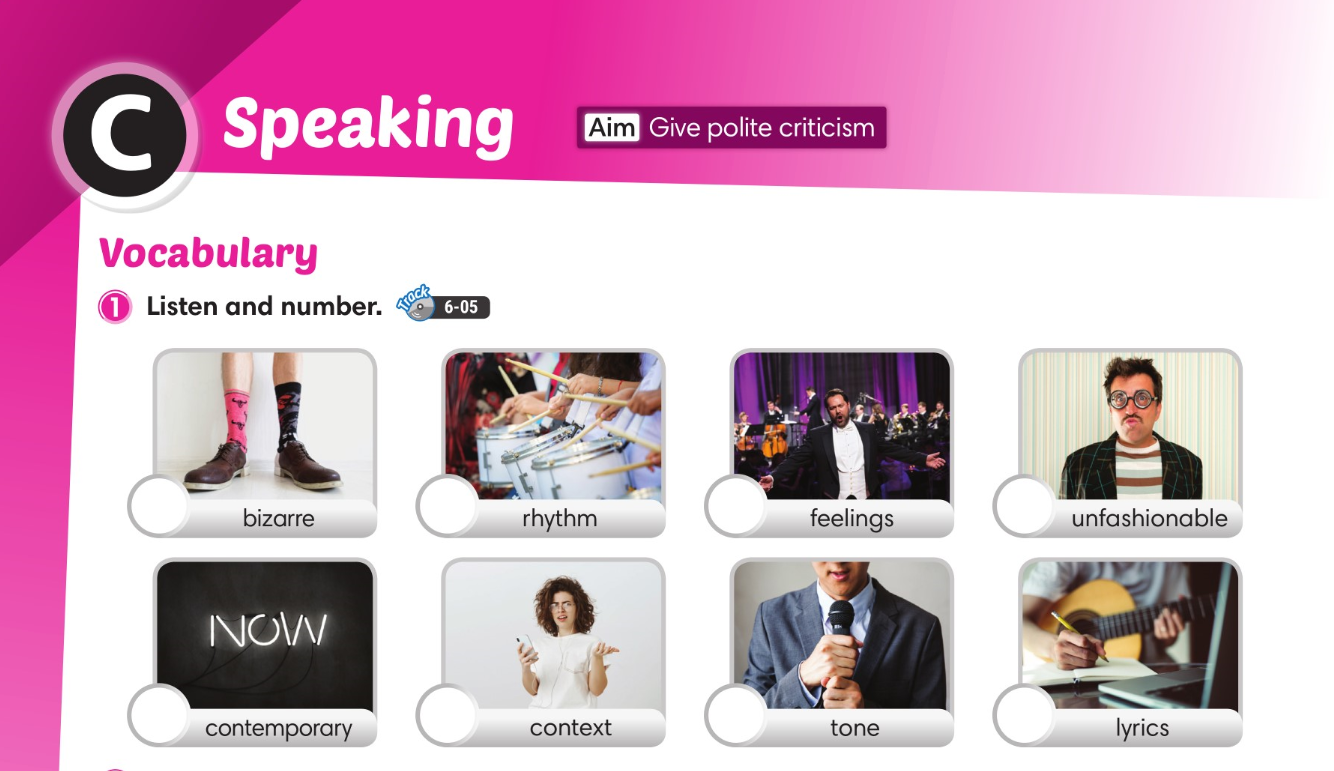 C
Speaking
Aim Give polite criticism
Vocabulary
1 Listen and number. Track 6-05
bizarre
rhythm
feelings
unfashionable
NOW
contemporary
context
tone
lyrics